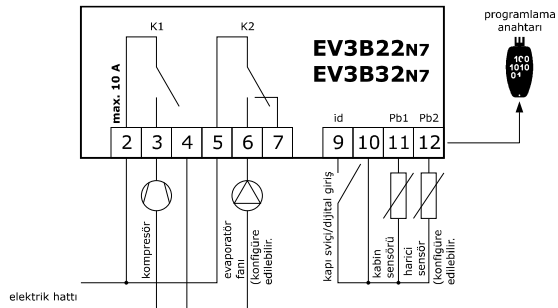 programlama
anahtarı
K1
K2
EV3B22N7
EV3B32N7
100
1010
01
max. 10 A
id
Pb1
Pb2
2
3
4
5
6
7
9
10
11
12
kompresör
evaporatör
fanı
(konfigüre
edilebilir.
kapı sviçi/dijital giriş
kabin
sensörü
harici
sensör
(konfigüre
edilebilir.
elektrik hattı